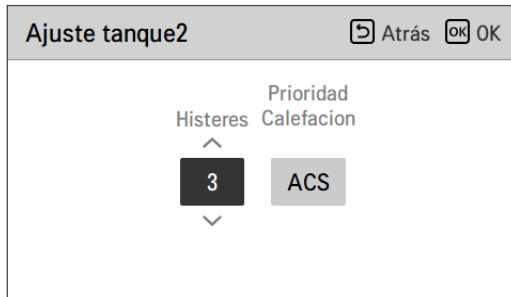 Ajuste tanque2 Atrás OK OK
Prioridad
Histeres Calefacion
3 ACS